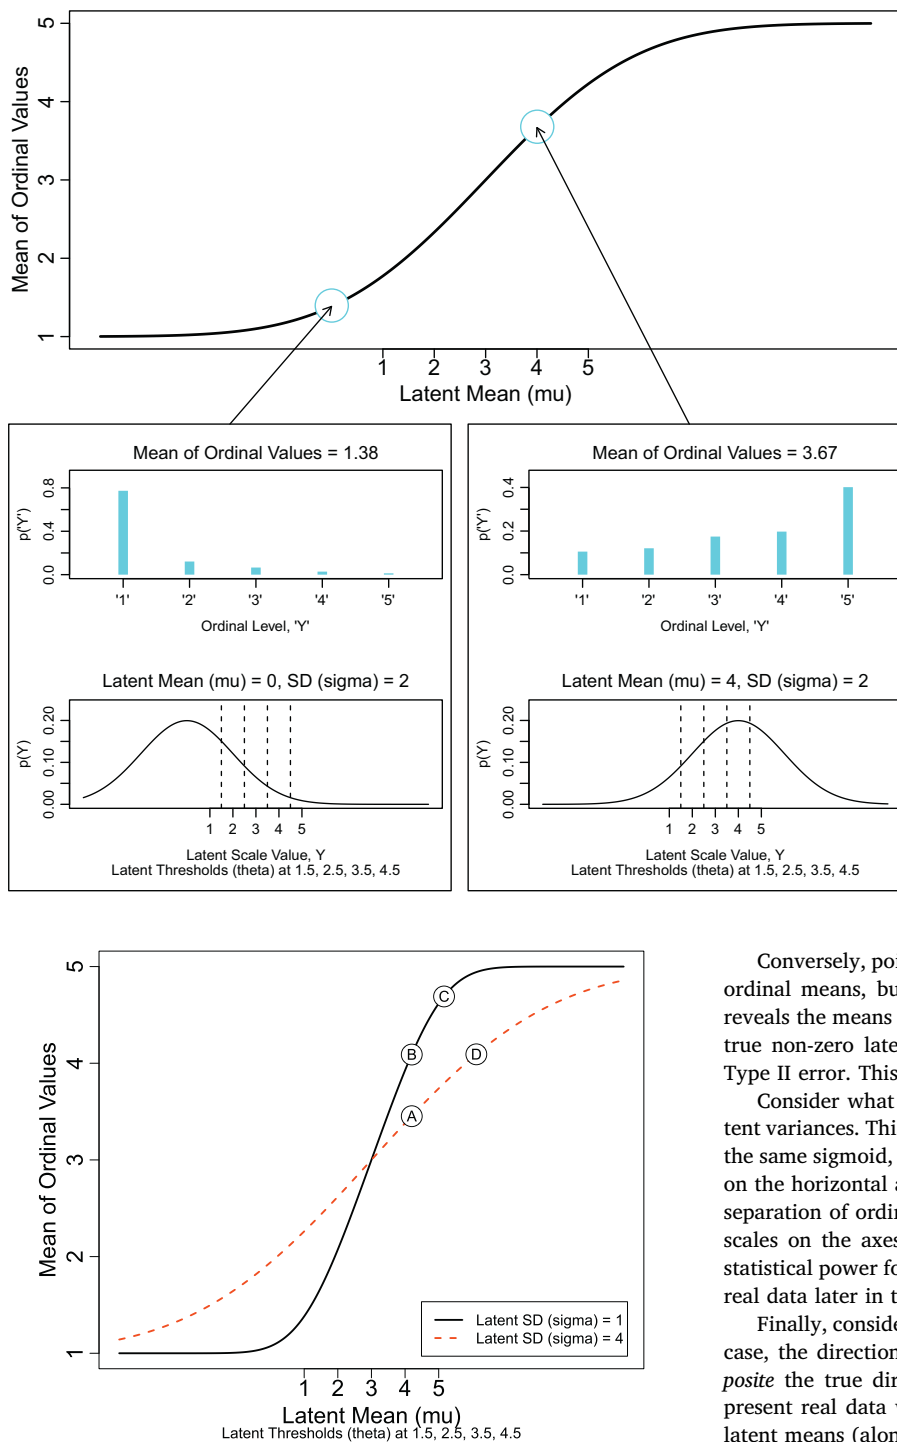 Mean of Ordinal Values
5
4
3
2
1
1 2 3 4 5
Latent Mean (mu)
Mean of Ordinal Values = 1.38
p('Y')
0.8
0.4
0.0
'1' '2' '3' '4' '5'
Ordinal Level, 'Y'
Latent Mean (mu) = 0, SD (sigma) = 2
p(Y)
0.20
0.10
0.00
1 2 3 4 5
Latent Scale Value, Y
Latent Thresholds (theta) at 1.5, 2.5, 3.5, 4.5
Mean of Ordinal Values = 3.67
p('Y')
0.4
0.2
0.0
'1' '2' '3' '4' '5'
Ordinal Level, 'Y'
Latent Mean (mu) = 4, SD (sigma) = 2
p(Y)
0.20
0.10
0.00
1 2 3 4 5
Latent Scale Value, Y
Latent Thresholds (theta) at 1.5, 2.5, 3.5, 4.5
Mean of Ordinal Values
5
4
3
2
1
C
B
D
A
Latent SD (sigma) = 1
Latent SD (sigma) = 4
1 2 3 4 5
Latent Mean (mu)
Latent Thresholds (theta) at 1.5, 2.5, 3.5, 4.5
Conversely, por
ordinal means, bu
reveals the means
true non-zero late
Type II error. This
Consider what
tent variances. Thi
the same sigmoid,
on the horizontal a
separation of ordin
scales on the axes
statistical power fo
real data later in t
Finally, conside
case, the direction
posite the true dir
present real data v
latent means (alon